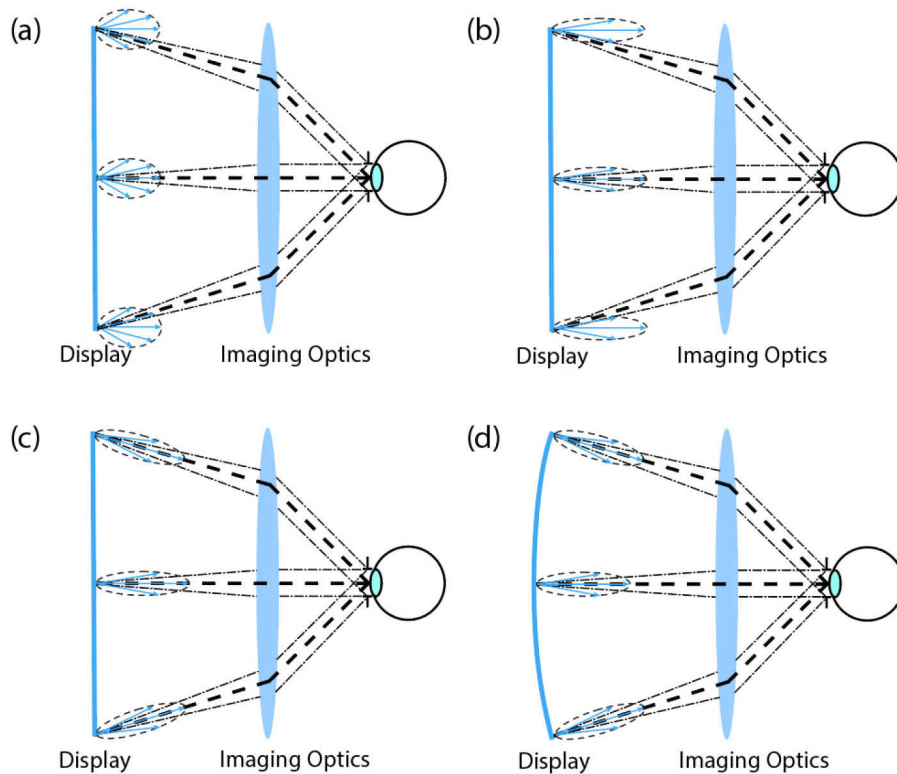 (a)
(b)
Display
Imaging Optics
Display
Imaging Optics
(c)
(d)
Display
Imaging Optics
Display
Imaging Optics